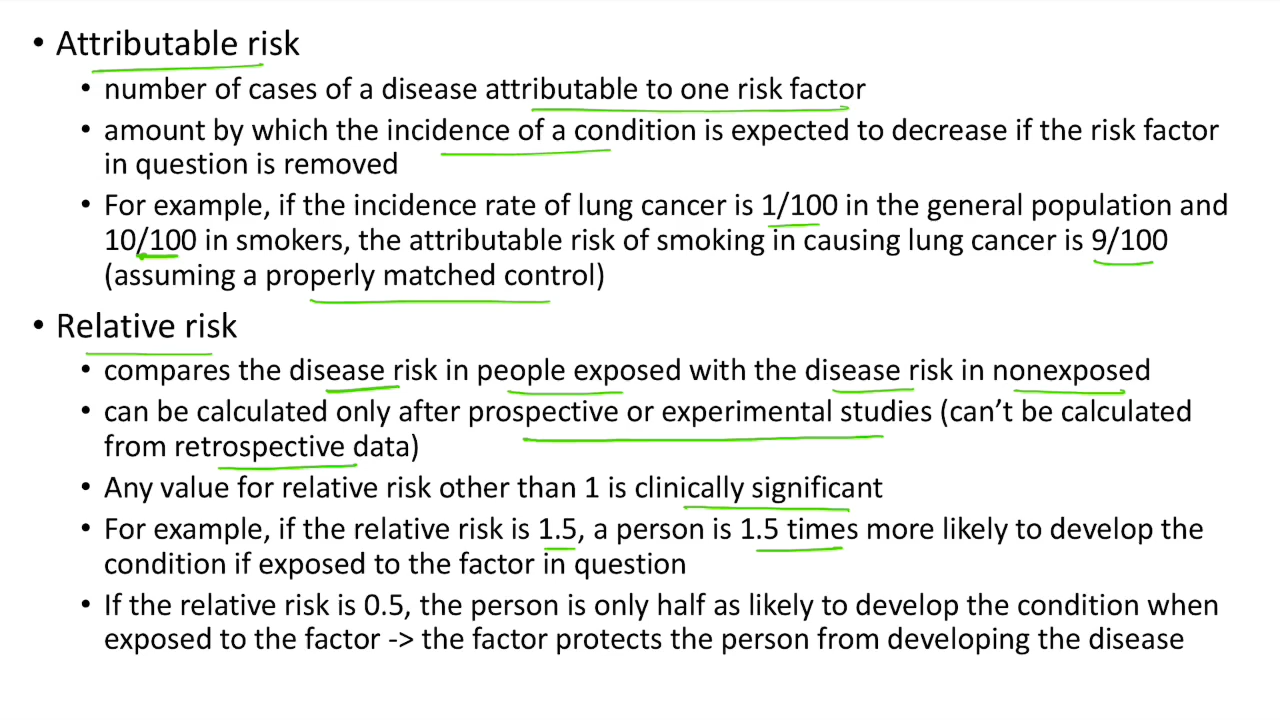 • Attributable risk
• number of cases of a disease attributable to one risk factor
• amount by which the incidence of a condition is expected to decrease if the risk factor
in question is removed
• For example, if the incidence rate of lung cancer is 1/100 in the general population and
10/100 in smokers, the attributable risk of smoking in causing lung cancer is 9/100
(assuming a properly matched control)
• Relative risk
• compares the disease risk in people exposed with the disease risk in nonexposed
• can be calculated only after prospective or experimental studies (can’t be calculated
from retrospective data)
• Any value for relative risk other than 1 is clinically significant
• For example, if the relative risk is 1.5, a person is 1.5 times more likely to develop the
condition if exposed to the factor in question
• If the relative risk is 0.5, the person is only half as likely to develop the condition when
exposed to the factor -> the factor protects the person from developing the disease